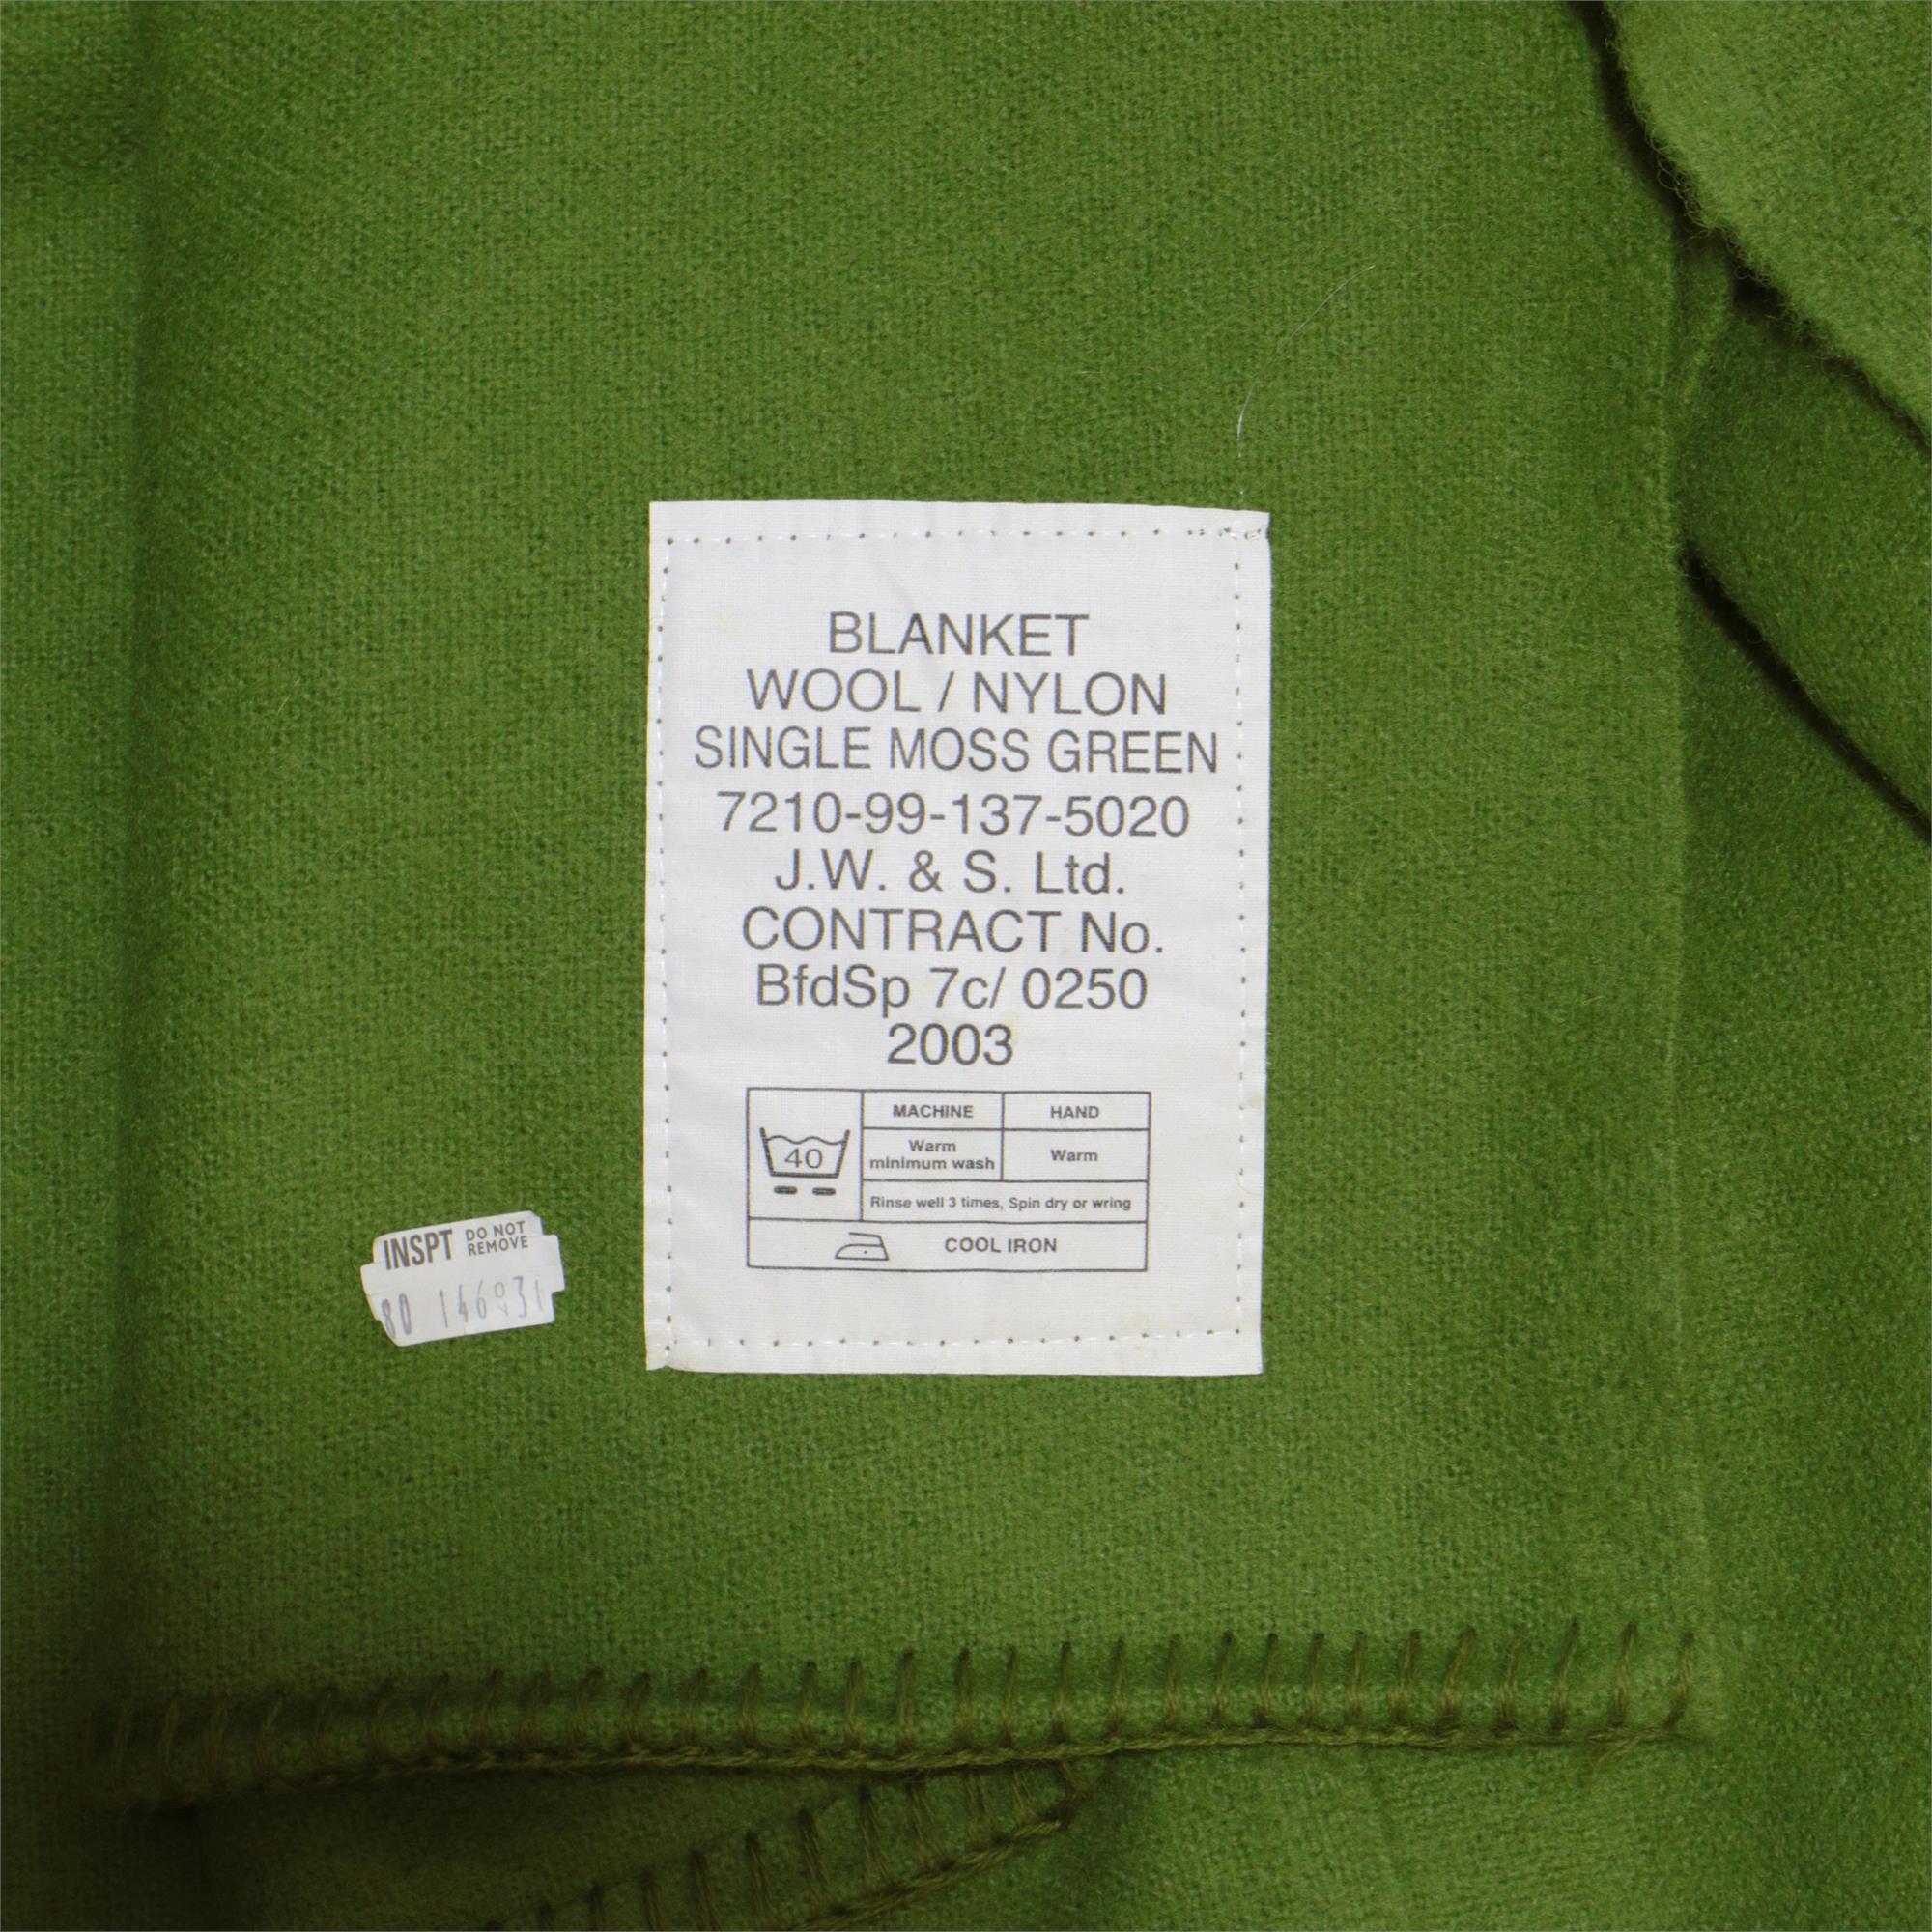 BLANKET
WOOL / NYLON
SINGLE MOSS GREEN
7210-99-137-5020
J.W. & S. Ltd.
CONTRACT No.
BfdSp 7c/ 0250
2003
MACHINE HAND
40
Warm
minimum wash
Warm
Rinse well 3 times, Spin dry or wring
COOL IRON
INSPT DO NOT
REMOVE
80